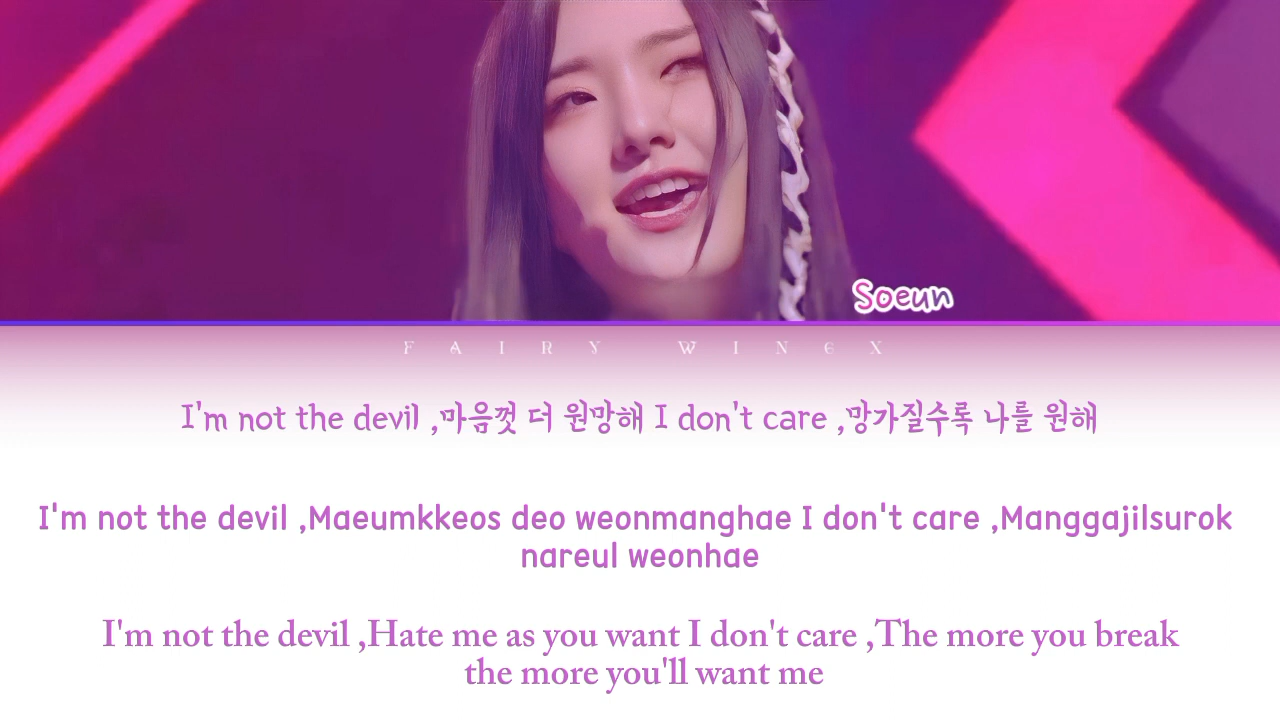 Soeun
FAIRY WINGX
I'm not the devil ,마음껏 더 원망해 I don't care ,망가질수록 나를 원해
I'm not the devil ,Maeumkkeos deo weonmanghae I don't care ,Manggajilsurok
nareul weonhae
I'm not the devil ,Hate me as you want I don't care ,The more you break
the more you'll want me